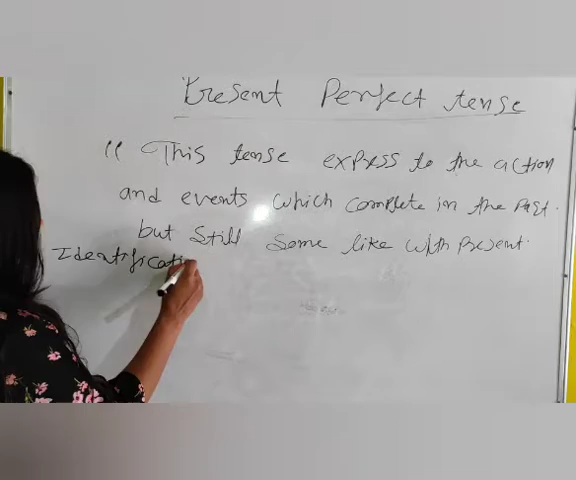 Present Perfect tense
" This tense express to the action
and events which complete in the Past.
but still some like with Present.
Identificati